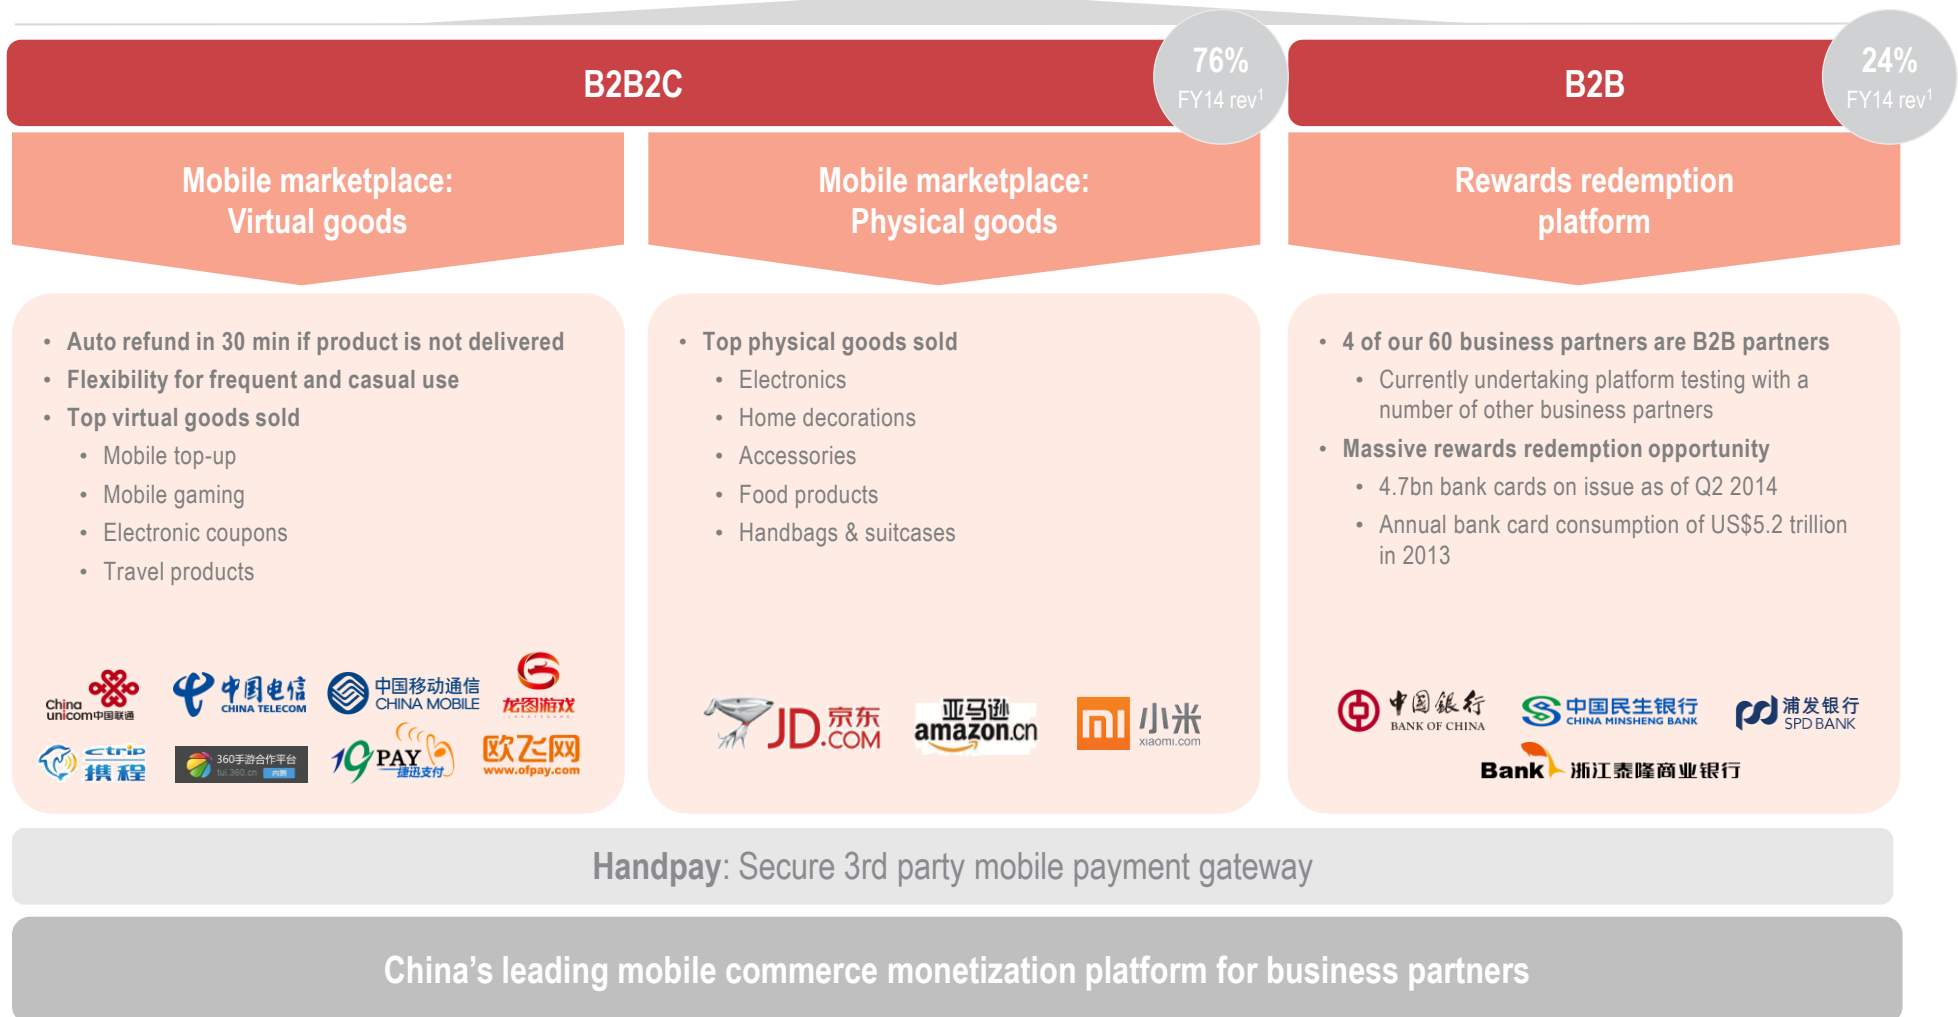 B2B2C
76%
FY14 rev1
B2B
24%
FY14 rev1
Mobile marketplace:
Virtual goods
Mobile marketplace:
Physical goods
Rewards redemption
platform
• Auto refund in 30 min if product is not delivered
• Flexibility for frequent and casual use
• Top virtual goods sold
• Mobile top-up
• Mobile gaming
• Electronic coupons
• Travel products
China
unicom中国联通
中国电信
CHINA TELECOM
中国移动通信
CHINA MOBILE
龙图游戏
Ctrip
携程
360手游合作平台
tui.360.cn 内测
19PAY
捷迅支付
欧飞网
www.ofpay.com
• Top physical goods sold
• Electronics
• Home decorations
• Accessories
• Food products
• Handbags & suitcases
JD.COM 京东
亚马逊
amazon.cn
mi 小米
xiaomi.com
• 4 of our 60 business partners are B2B partners
• Currently undertaking platform testing with a
number of other business partners
• Massive rewards redemption opportunity
• 4.7bn bank cards on issue as of Q2 2014
• Annual bank card consumption of US$5.2 trillion
in 2013
中国银行
BANK OF CHINA
中国民生银行
CHINA MINSHENG BANK
浦发银行
SPD BANK
Bank 浙江泰隆商业银行
Handpay: Secure 3rd party mobile payment gateway
China's leading mobile commerce monetization platform for business partners